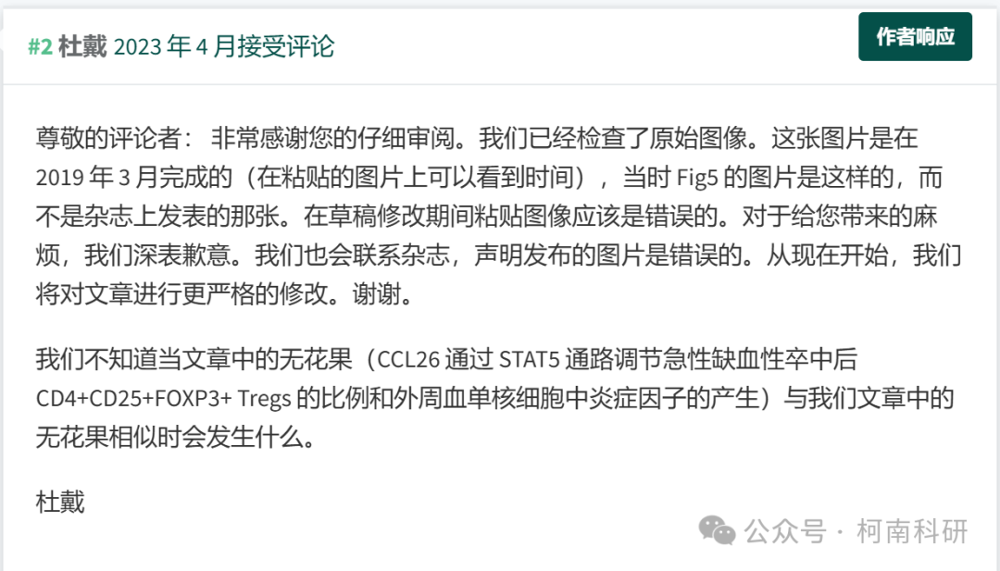 #2 杜戴 2023 年 4 月接受评论
作者响应
尊敬的评论者： 非常感谢您的仔细审阅。我们已经检查了原始图像。这张图片是在
2019 年 3 月完成的（在粘贴的图片上可以看到时间），当时 Fig5 的图片是这样的，而
不是杂志上发表的那张。在草稿修改期间粘贴图像应该是错误的。对于给您带来的麻
烦，我们深表歉意。我们也会联系杂志，声明发布的图片是错误的。从现在开始，我们
将对文章进行更严格的修改。谢谢。
我们不知道当文章中的无花果（CCL26 通过 STAT5 通路调节急性缺血性卒中后
CD4+CD25+FOXP3+ Tregs 的比例和外周血单核细胞中炎症因子的产生）与我们文章中的
无花果相似时会发生什么。
杜戴
公众号 · 柯南科研